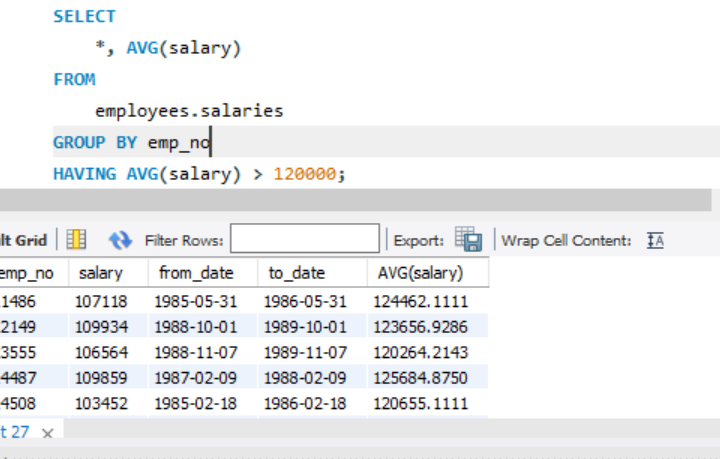 SELECT
*, AVG(salary)
FROM
employees.salaries
GROUP BY emp_no
HAVING AVG(salary) > 120000;
lt Grid Filter Rows: Export: Wrap Cell Content: IA
emp_no salary from_date to_date AVG(salary)
1486 107118 1985-05-31 1986-05-31 124462.1111
2149 109934 1988-10-01 1989-10-01 123656.9286
3555 106564 1988-11-07 1989-11-07 120264.2143
4487 109859 1987-02-09 1988-02-09 125684.8750
4508 103452 1985-02-18 1986-02-18 120655.1111
t 27 ×